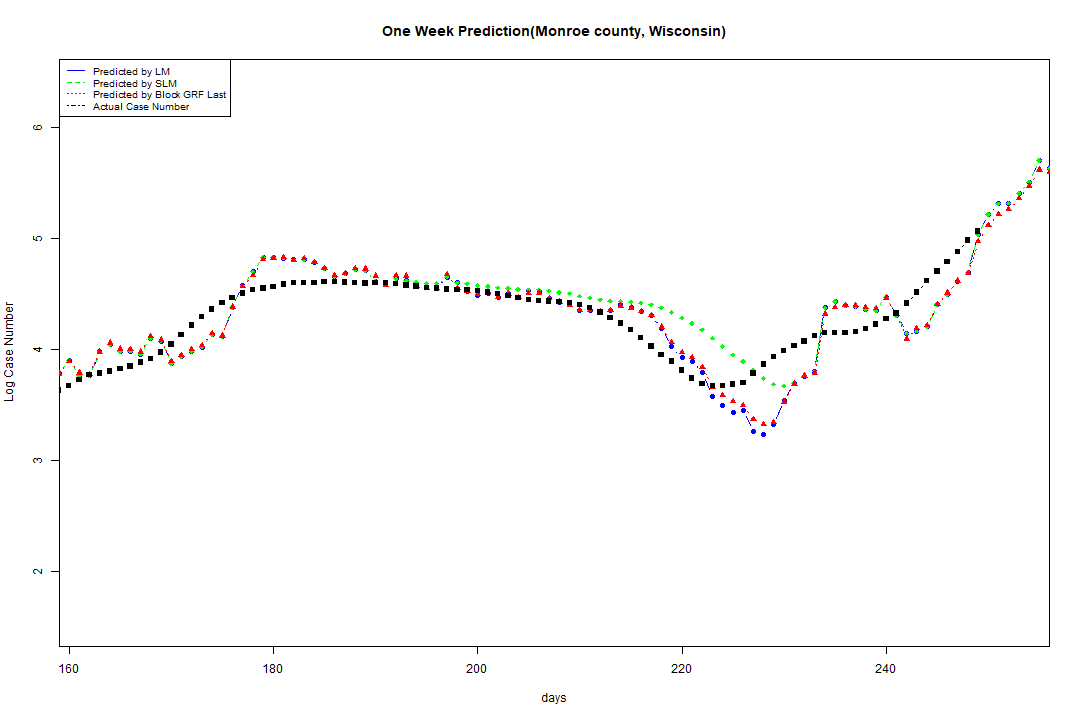 One Week Prediction(Monroe county, Wisconsin)
Predicted by LM
Predicted by SLM
Predicted by Block GRF Last
Actual Case Number
6
5
4
3
2
Log Case Number
160 180 200 220 240
days